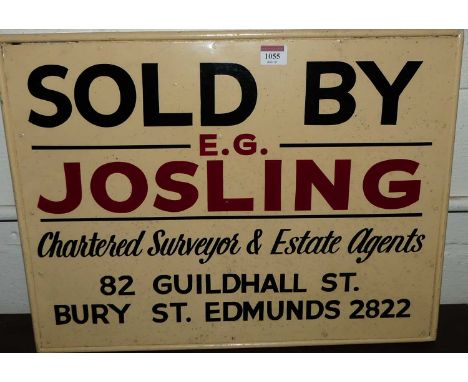 1055
SOLD BY
E.G.
JOSLING
Chartered Surveyor & Estate Agents
82 GUILDHALL ST.
BURY ST. EDMUNDS 2822